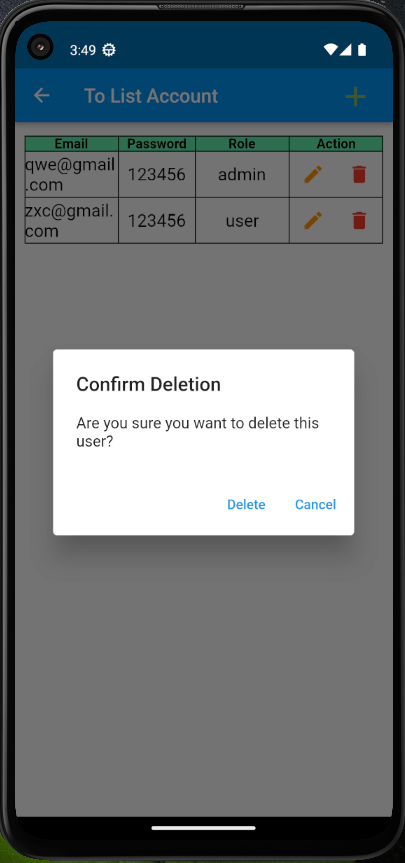 3:49
To List Account
Email Password Role Action
qwe@gmail
.com 123456 admin
zxc@gmail.
com 123456 user
Confirm Deletion
Are you sure you want to delete this
user?
Delete Cancel